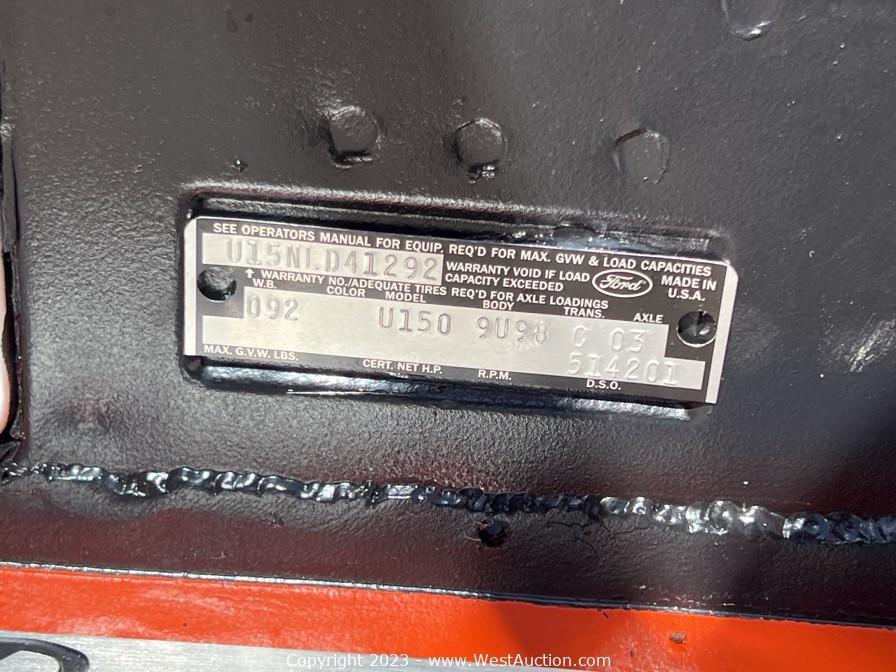 SEE OPERATORS MANUAL FOR EQUIP. REQ'D FOR MAX. GVW & LOAD CAPACITIES
U15NLD41292
WARRANTY VOID IF LOAD
CAPACITY EXCEEDED
Ford
MADE IN
U.S.A.
↑ WARRANTY NO./ADEQUATE TIRES REQ'D FOR AXLE LOADINGS
W.B. COLOR MODEL BODY TRANS. AXLE
092 U150 9U98 C 03
514201
MAX. G.V.W. LBS. CERT. NET H.P. R.P.M. D.S.O.
Copyright 2023 - www.WestAuction.com